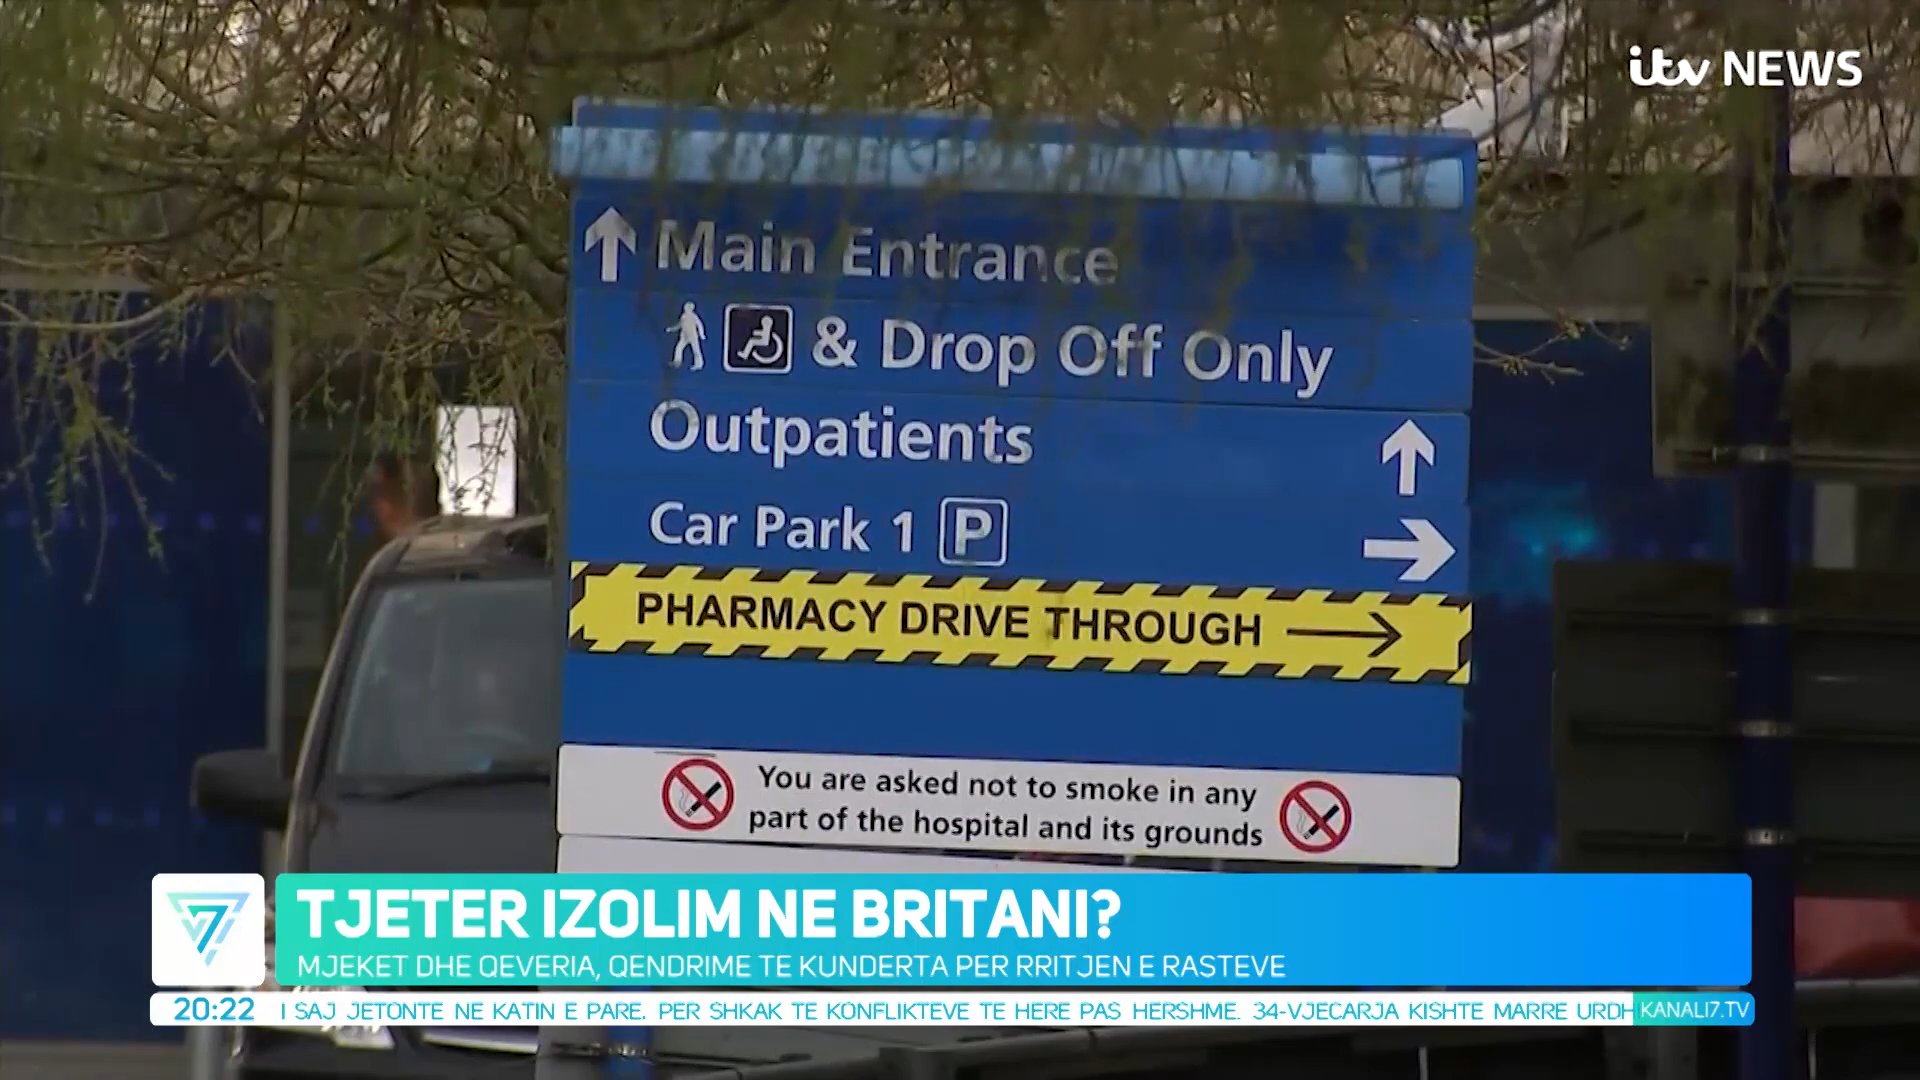 itv NEWS
Main Entrance
& Drop Off Only
Outpatients
Car Park 1 P
PHARMACY DRIVE THROUGH
You are asked not to smoke in any
part of the hospital and its grounds
TJETER IZOLIM NE BRITANI?
MJEKET DHE QEVERIA, QENDRIME TE KUNDERTA PER RRITJEN E RASTEVE
20:22 I SAJ JETONTE NE KATIN E PARE. PER SHKAK TE KONFLIKTEVE TE HERE PAS HERSHME. 34-VJECARJA KISHTE MARRE URDH KANALI7.TV